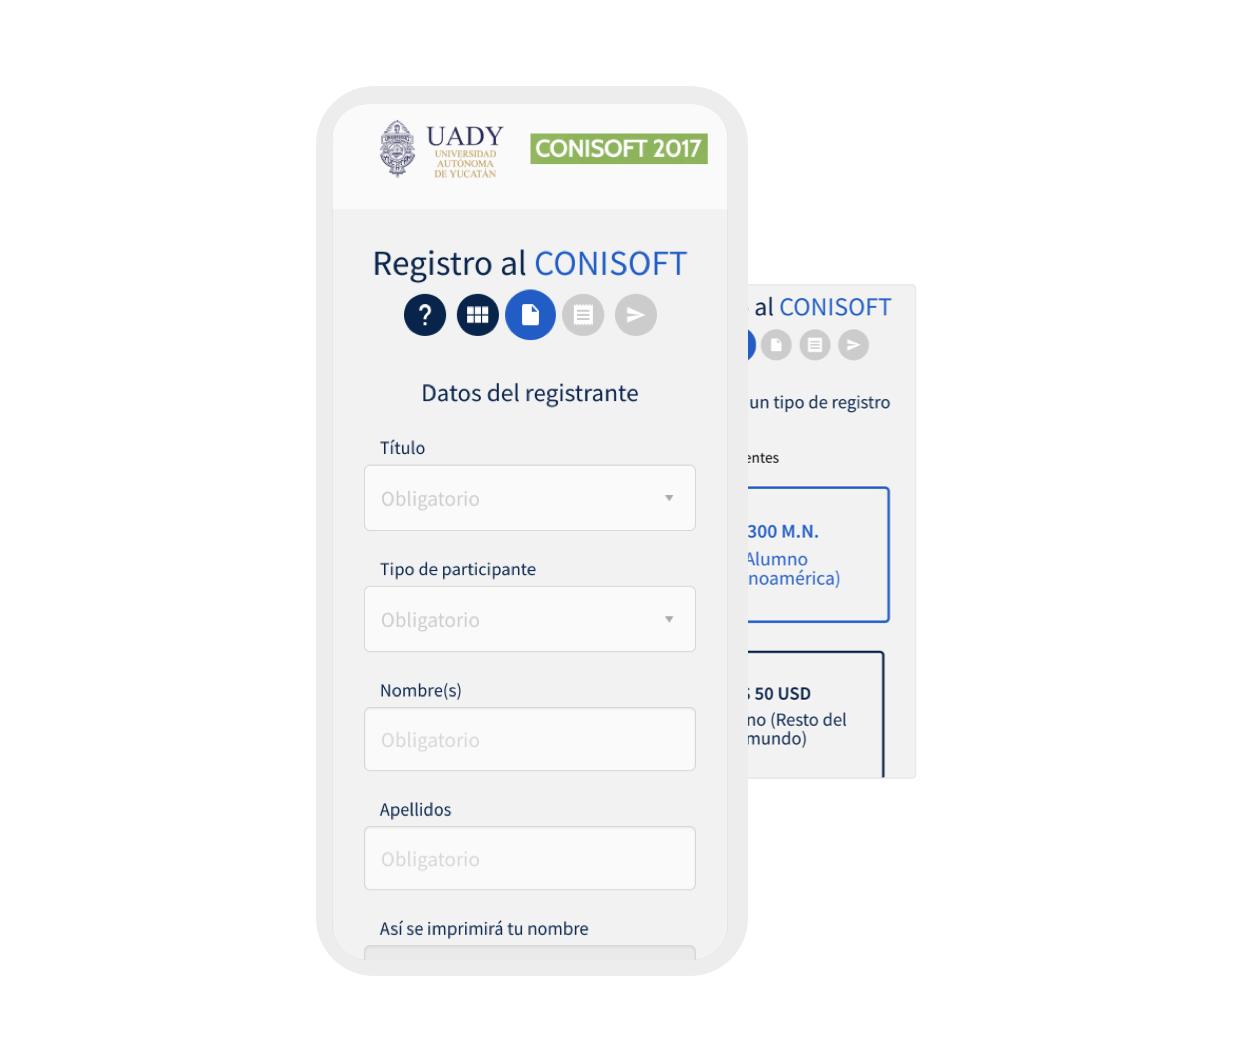 UADY
UNIVERSIDAD
AUTÓNOMA
DE YUCATÁN
CONISOFT 2017
Registro al CONISOFT
?
Datos del registrante
Título
Obligatorio
Tipo de participante
Obligatorio
Nombre(s)
Obligatorio
Apellidos
Obligatorio
Así se imprimirá tu nombre
al CONISOFT
un tipo de registro
entes
300 M.N.
Alumno
noamérica)
$ 50 USD
no (Resto del
mundo)